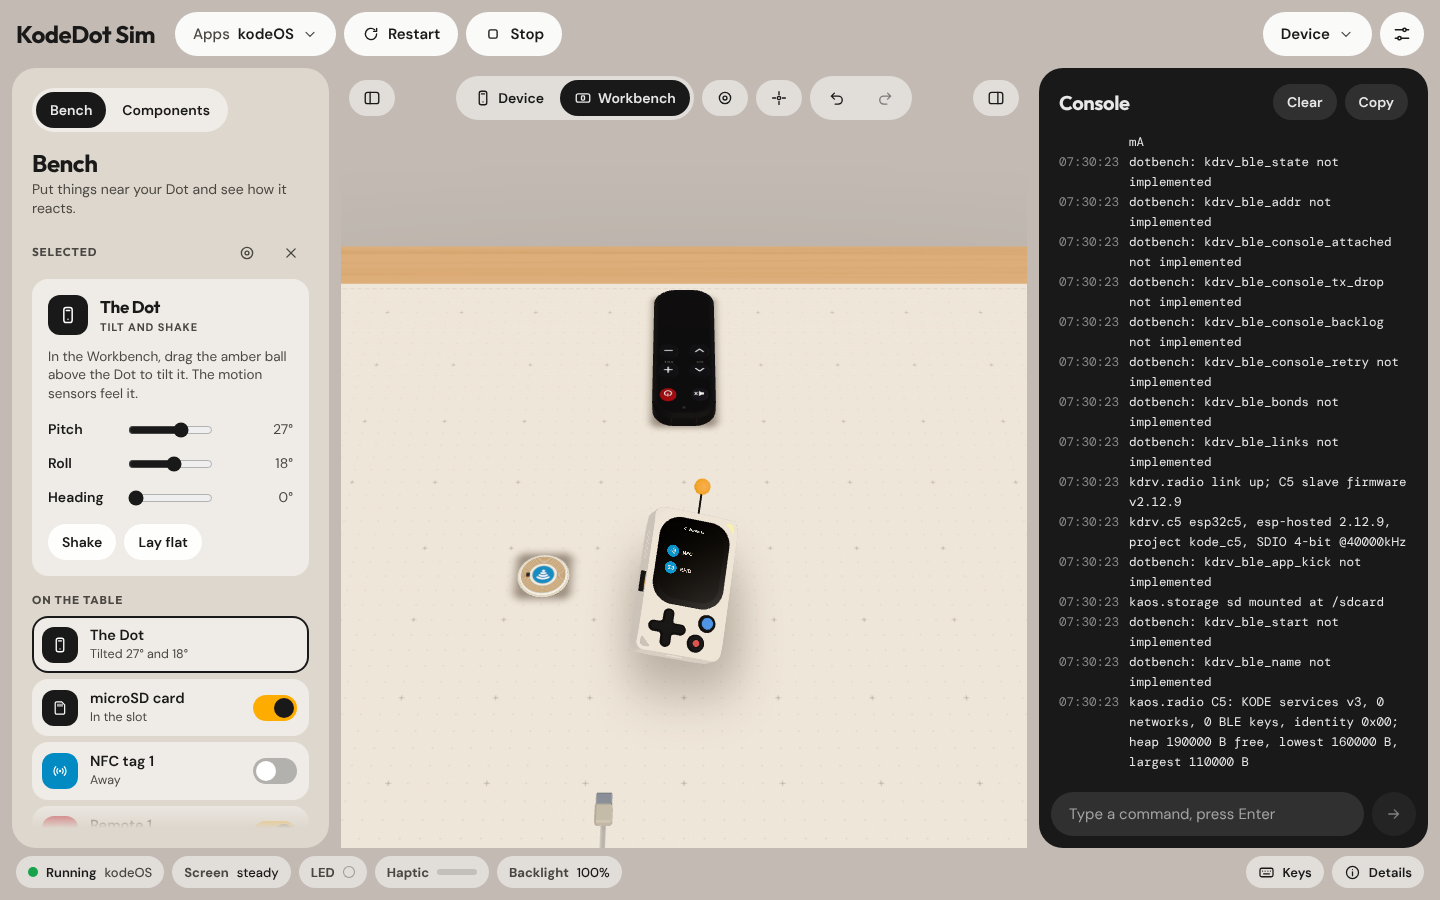 KodeDot Sim
Apps kodeOS
Restart
Stop
Device
Bench
Components
Bench
Put things near your Dot and see how it
reacts.
SELECTED
The Dot
TILT AND SHAKE
In the Workbench, drag the amber ball
above the Dot to tilt it. The motion
sensors feel it.
Pitch 27°
Roll 18°
Heading 0°
Shake
Lay flat
ON THE TABLE
The Dot
Tilted 27° and 18°
microSD card
In the slot
NFC tag 1
Away
Remote 1
Device
Workbench
NFC
Console
Clear
Copy
mA
07:30:23 dotbench: kdrv_ble_state not
implemented
07:30:23 dotbench: kdrv_ble_addr not
implemented
07:30:23 dotbench: kdrv_ble_console_attached
not implemented
07:30:23 dotbench: kdrv_ble_console_tx_drop
not implemented
07:30:23 dotbench: kdrv_ble_console_backlog
not implemented
07:30:23 dotbench: kdrv_ble_console_retry not
implemented
07:30:23 dotbench: kdrv_ble_bonds not
implemented
07:30:23 dotbench: kdrv_ble_links not
implemented
07:30:23 kdrv.radio link up; C5 slave firmware
v2.12.9
07:30:23 kdrv.c5 esp32c5, esp-hosted 2.12.9,
project kode_c5, SDIO 4-bit @40000kHz
07:30:23 dotbench: kdrv_ble_app_kick not
implemented
07:30:23 kaos.storage sd mounted at /sdcard
07:30:23 dotbench: kdrv_ble_start not
implemented
07:30:23 dotbench: kdrv_ble_name not
implemented
07:30:23 kaos.radio C5: KODE services v3, 0
networks, 0 BLE keys, identity 0x00;
heap 190000 B free, lowest 160000 B,
largest 110000 B
Type a command, press Enter
Running kodeOS
Screen steady
LED
Haptic
Backlight 100%
Keys
Details